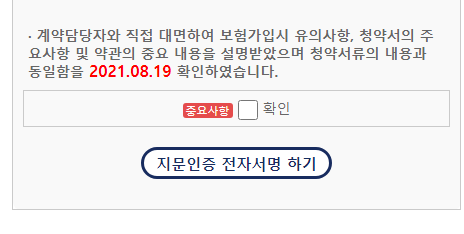 · 계약담당자와 직접 대면하여 보험가입시 유의사항, 청약서의 주
요사항 및 약관의 중요 내용을 설명받았으며 청약서류의 내용과
동일함을 2021.08.19 확인하였습니다.
중요사항 확인
지문인증 전자서명 하기